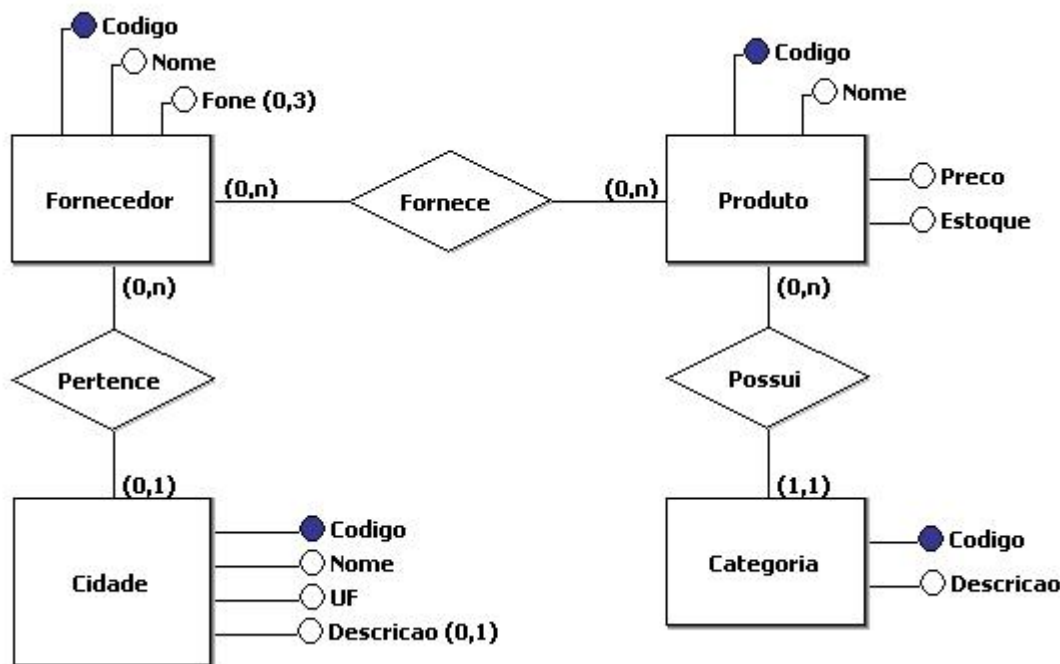 Codigo
Nome
Fone (0,3)
Codigo
Nome
Fornecedor
(0,n)
Fornece
(0,n)
Produto
Preco
Estoque
(0,n)
(0,n)
Pertence
Possui
(0,1)
(1,1)
Cidade
Codigo
Nome
UF
Descricao (0,1)
Categoria
Codigo
Descricao